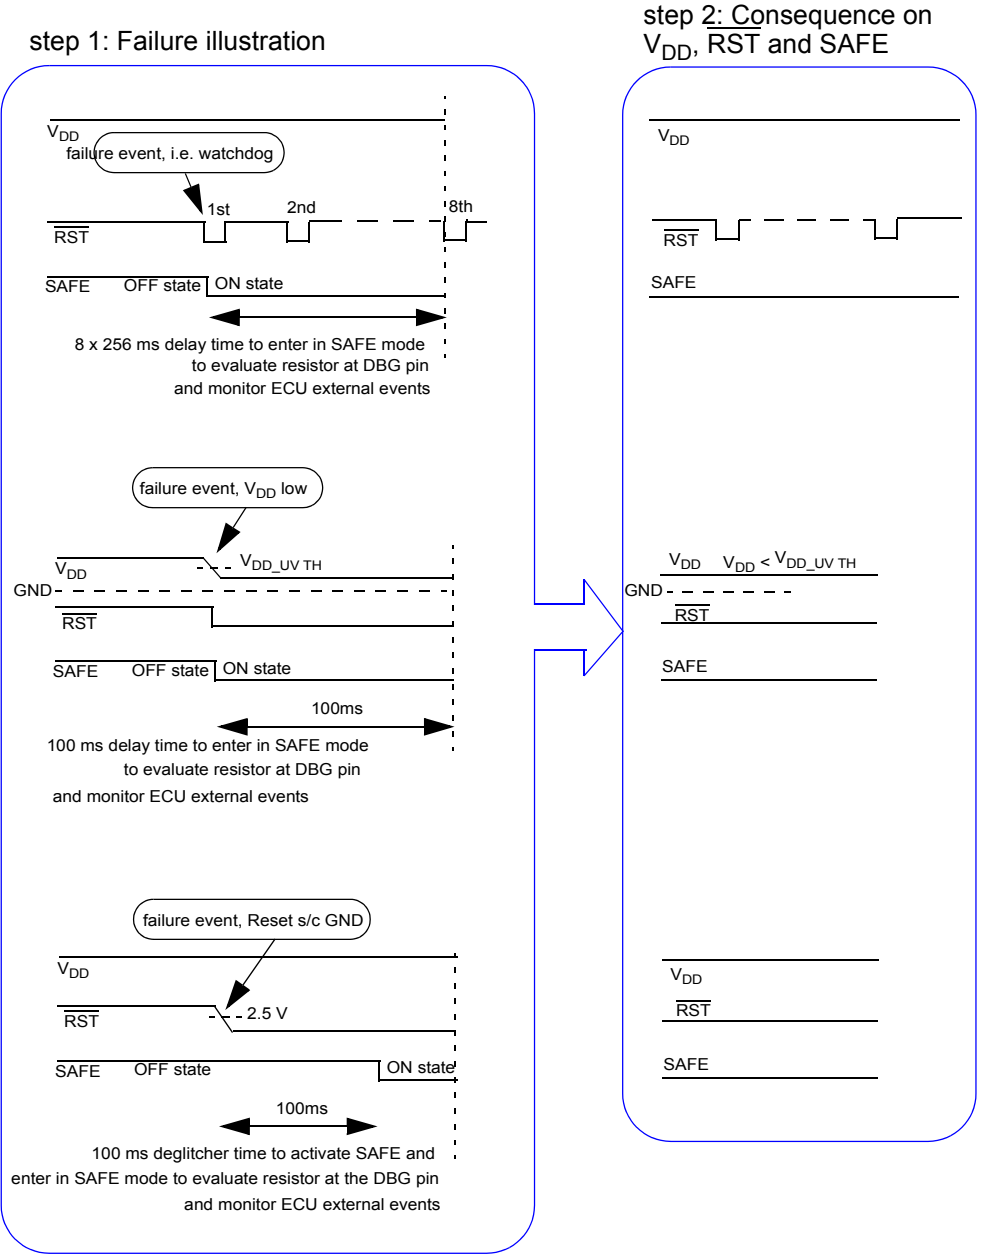 step 1: Failure illustration
step 2: Consequence on
VDD, RST and SAFE
VDD
failure event, i.e. watchdog
1st 2nd 8th
RST
SAFE OFF state ON state
8 x 256 ms delay time to enter in SAFE mode
to evaluate resistor at DBG pin
and monitor ECU external events
failure event, VDD low
VDD VDD_UV TH
GND
RST
SAFE OFF state ON state
100ms
100 ms delay time to enter in SAFE mode
to evaluate resistor at DBG pin
and monitor ECU external events
failure event, Reset s/c GND
VDD
RST 2.5 V
SAFE OFF state ON state
100ms
100 ms deglitcher time to activate SAFE and
enter in SAFE mode to evaluate resistor at the DBG pin
and monitor ECU external events
VDD
RST
SAFE
VDD VDD < VDD_UV TH
GND
RST
SAFE
VDD
RST
SAFE